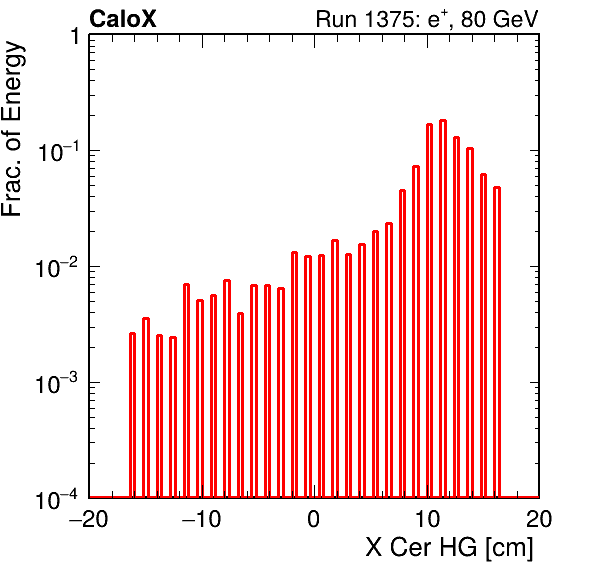 CaloX Run 1375: e⁺, 80 GeV
Frac. of Energy
1
10⁻¹
10⁻²
10⁻³
10⁻⁴
−20 −10 0 10 20
X Cer HG [cm]